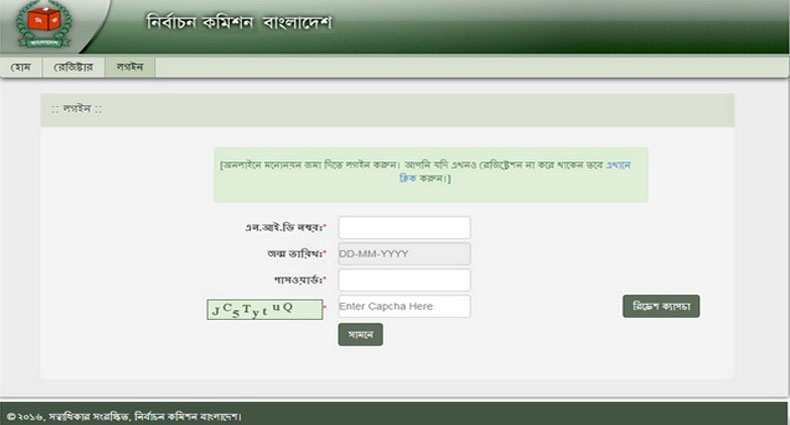 নির্বাচন কমিশন বাংলাদেশ
হোম রেজিষ্টার লগইন
:: লগইন ::
[অনলাইনে মনোনয়ন জমা দিতে লগইন করুন। আপনি যদি এখনও রেজিষ্ট্রেশন না করে থাকেন তবে এখানে
ক্লিক করুন।]
এন.আই.ডি নম্বর:*
জন্ম তারিখ:* DD-MM-YYYY
পাসওয়ার্ড:*
JC5TytuQ * Enter Capcha Here রিফ্রেশ ক্যাপচা
সামনে
© ২০১৬, সত্বাধিকার সংরক্ষিত, নির্বাচন কমিশন বাংলাদেশ।